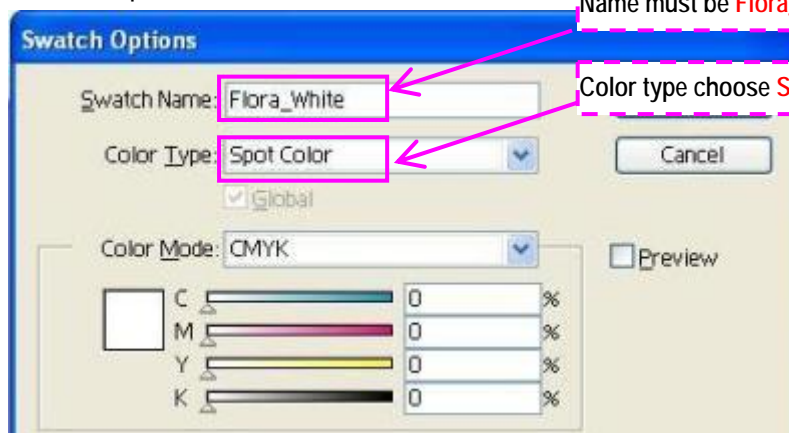 Name must be Flora
Swatch Options
Swatch Name: Flora_White
Color type choose S
Color Type: Spot Color
Cancel
Global
Color Mode: CMYK
Preview
C 0 %
M 0 %
Y 0 %
K 0 %